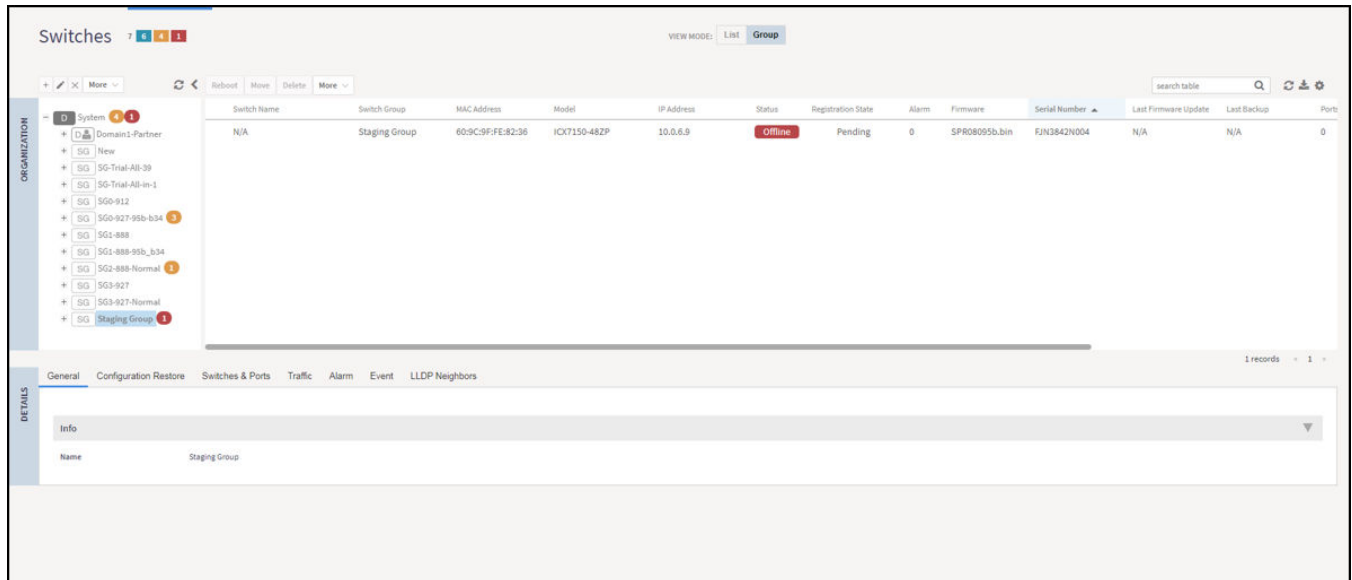 Switches 7 6 4 1
VIEW MODE: List Group
+ × More Reboot Move Delete More search table
ORGANIZATION
Switch Name Switch Group MAC Address Model IP Address Status Registration State Alarm Firmware Serial Number Last Firmware Update Last Backup Ports
N/A Staging Group 60:9C:9F:FE:82:36 ICX7150-48ZP 10.0.6.9 Offline Pending 0 SPR08095b.bin FJN3842N004 N/A N/A 0
− D System 4 1
+ D Domain1-Partner
+ SG New
+ SG SG-Trial-All-39
+ SG SG-Trial-All-in-1
+ SG SG0-912
+ SG SG0-927-95b-b34 3
+ SG SG1-888
+ SG SG1-888-95b_b34
+ SG SG2-888-Normal 1
+ SG SG3-927
+ SG SG3-927-Normal
+ SG Staging Group 1
1 records « 1 »
DETAILS
General Configuration Restore Switches & Ports Traffic Alarm Event LLDP Neighbors
Info
Name Staging Group